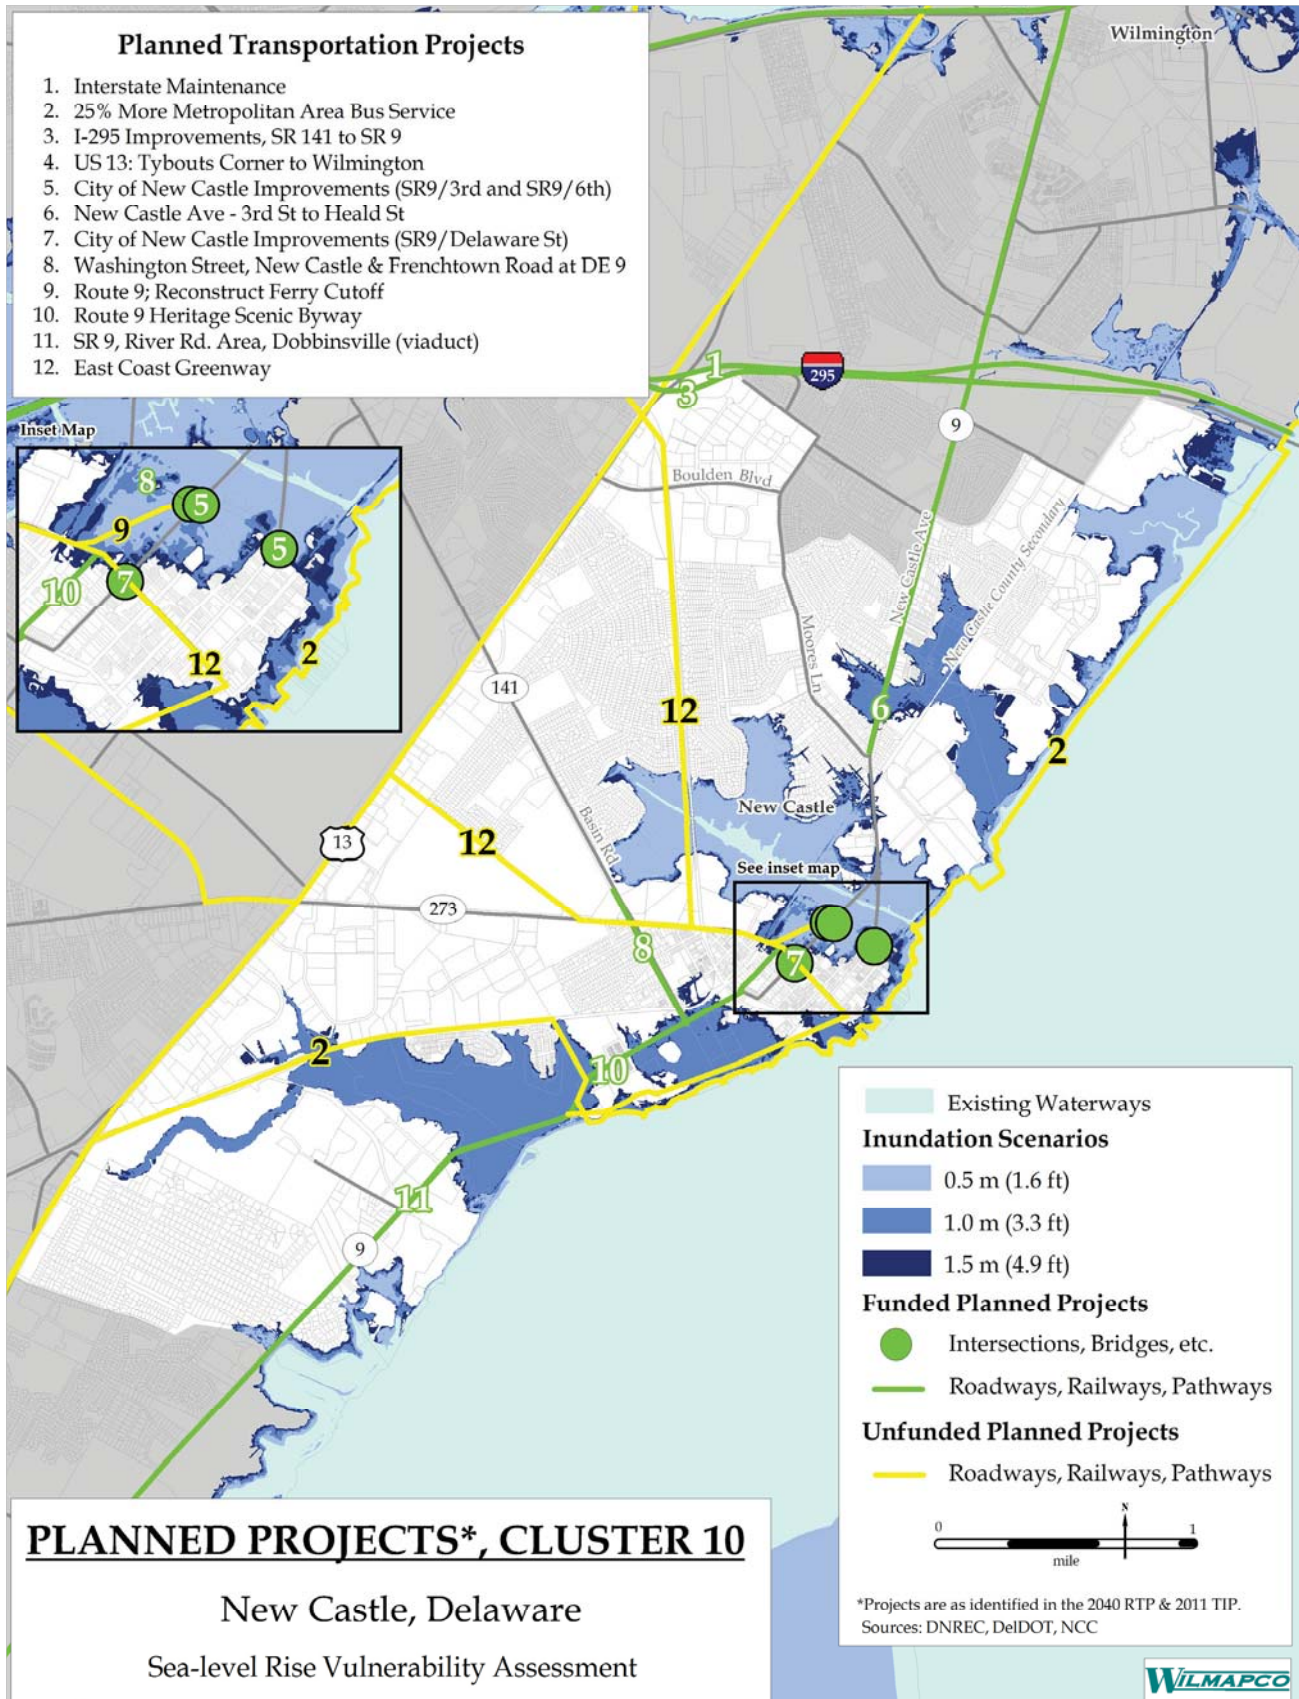 Planned Transportation Projects
1. Interstate Maintenance
2. 25% More Metropolitan Area Bus Service
3. I-295 Improvements, SR 141 to SR 9
4. US 13: Tybouts Corner to Wilmington
5. City of New Castle Improvements (SR9/3rd and SR9/6th)
6. New Castle Ave - 3rd St to Heald St
7. City of New Castle Improvements (SR9/Delaware St)
8. Washington Street, New Castle & Frenchtown Road at DE 9
9. Route 9; Reconstruct Ferry Cutoff
10. Route 9 Heritage Scenic Byway
11. SR 9, River Rd. Area, Dobbinsville (viaduct)
12. East Coast Greenway
Wilmington
1
3
295
9
Inset Map
8
5
9
5
7
10
12
2
Boulden Blvd
New Castle Ave
New Castle County Secondary
Moores Ln
141
12
6
2
New Castle
Basin Rd
13
12
See inset map
273
8
7
2
10
11
9
Existing Waterways
Inundation Scenarios
0.5 m (1.6 ft)
1.0 m (3.3 ft)
1.5 m (4.9 ft)
Funded Planned Projects
Intersections, Bridges, etc.
Roadways, Railways, Pathways
Unfunded Planned Projects
Roadways, Railways, Pathways
N
0 1
mile
*Projects are as identified in the 2040 RTP & 2011 TIP.
Sources: DNREC, DelDOT, NCC
PLANNED PROJECTS*, CLUSTER 10
New Castle, Delaware
Sea-level Rise Vulnerability Assessment
WILMAPCO